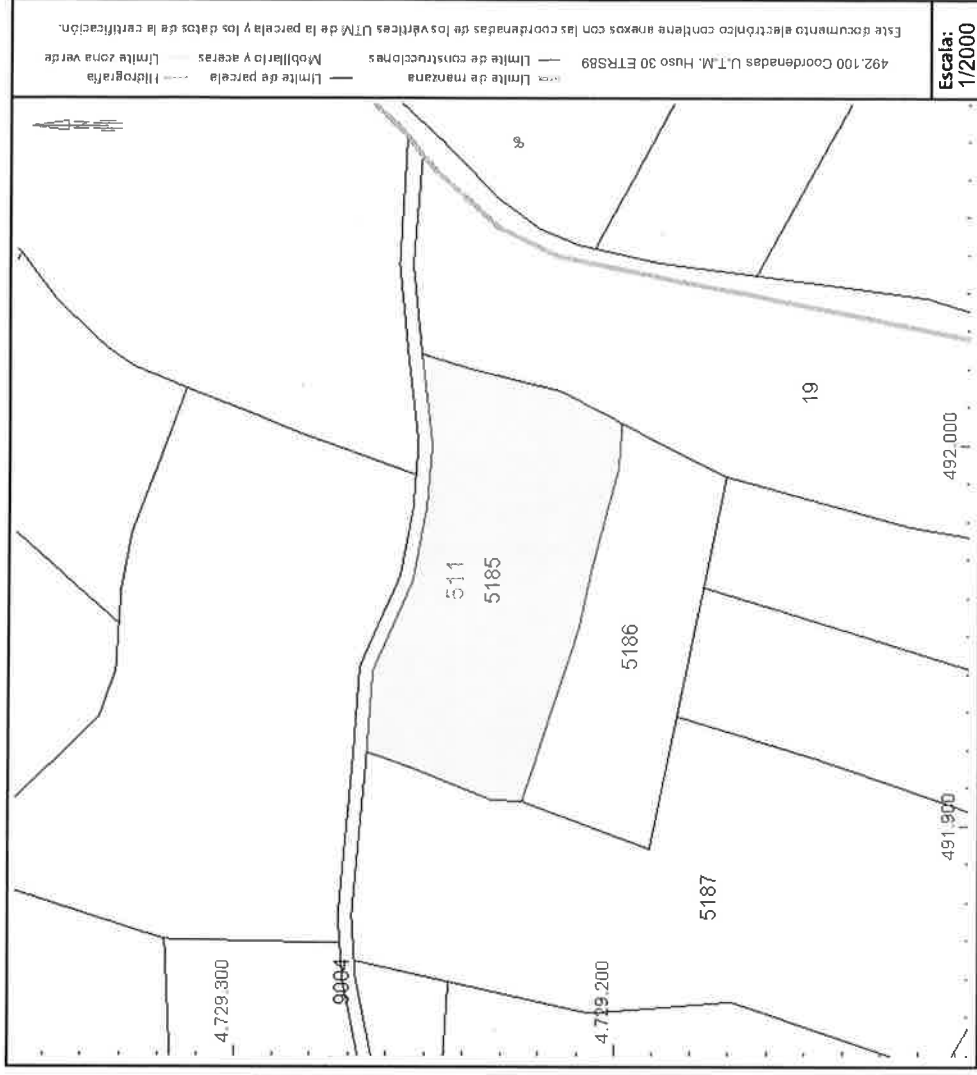 4.729.300
9004
511
5185
5186
4.729.200
5187
19
492.000
491.900
492.100 Coordenadas U.T.M. Huso 30 ETRS89
Límite de manzana
Límite de construcciones
Límite de parcela
Mobiliario y aceras
Hidrografía
Límite zona verde
Este documento electrónico contiene anexos con las coordenadas de los vértices UTM de la parcela y los datos de la certificación.
Escala:
1/2000